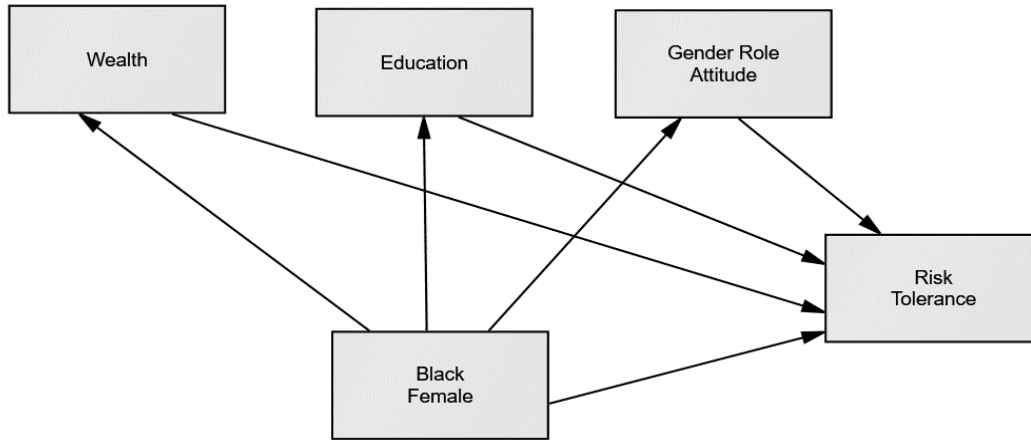 Wealth
Education
Gender Role
Attitude
Risk
Tolerance
Black
Female